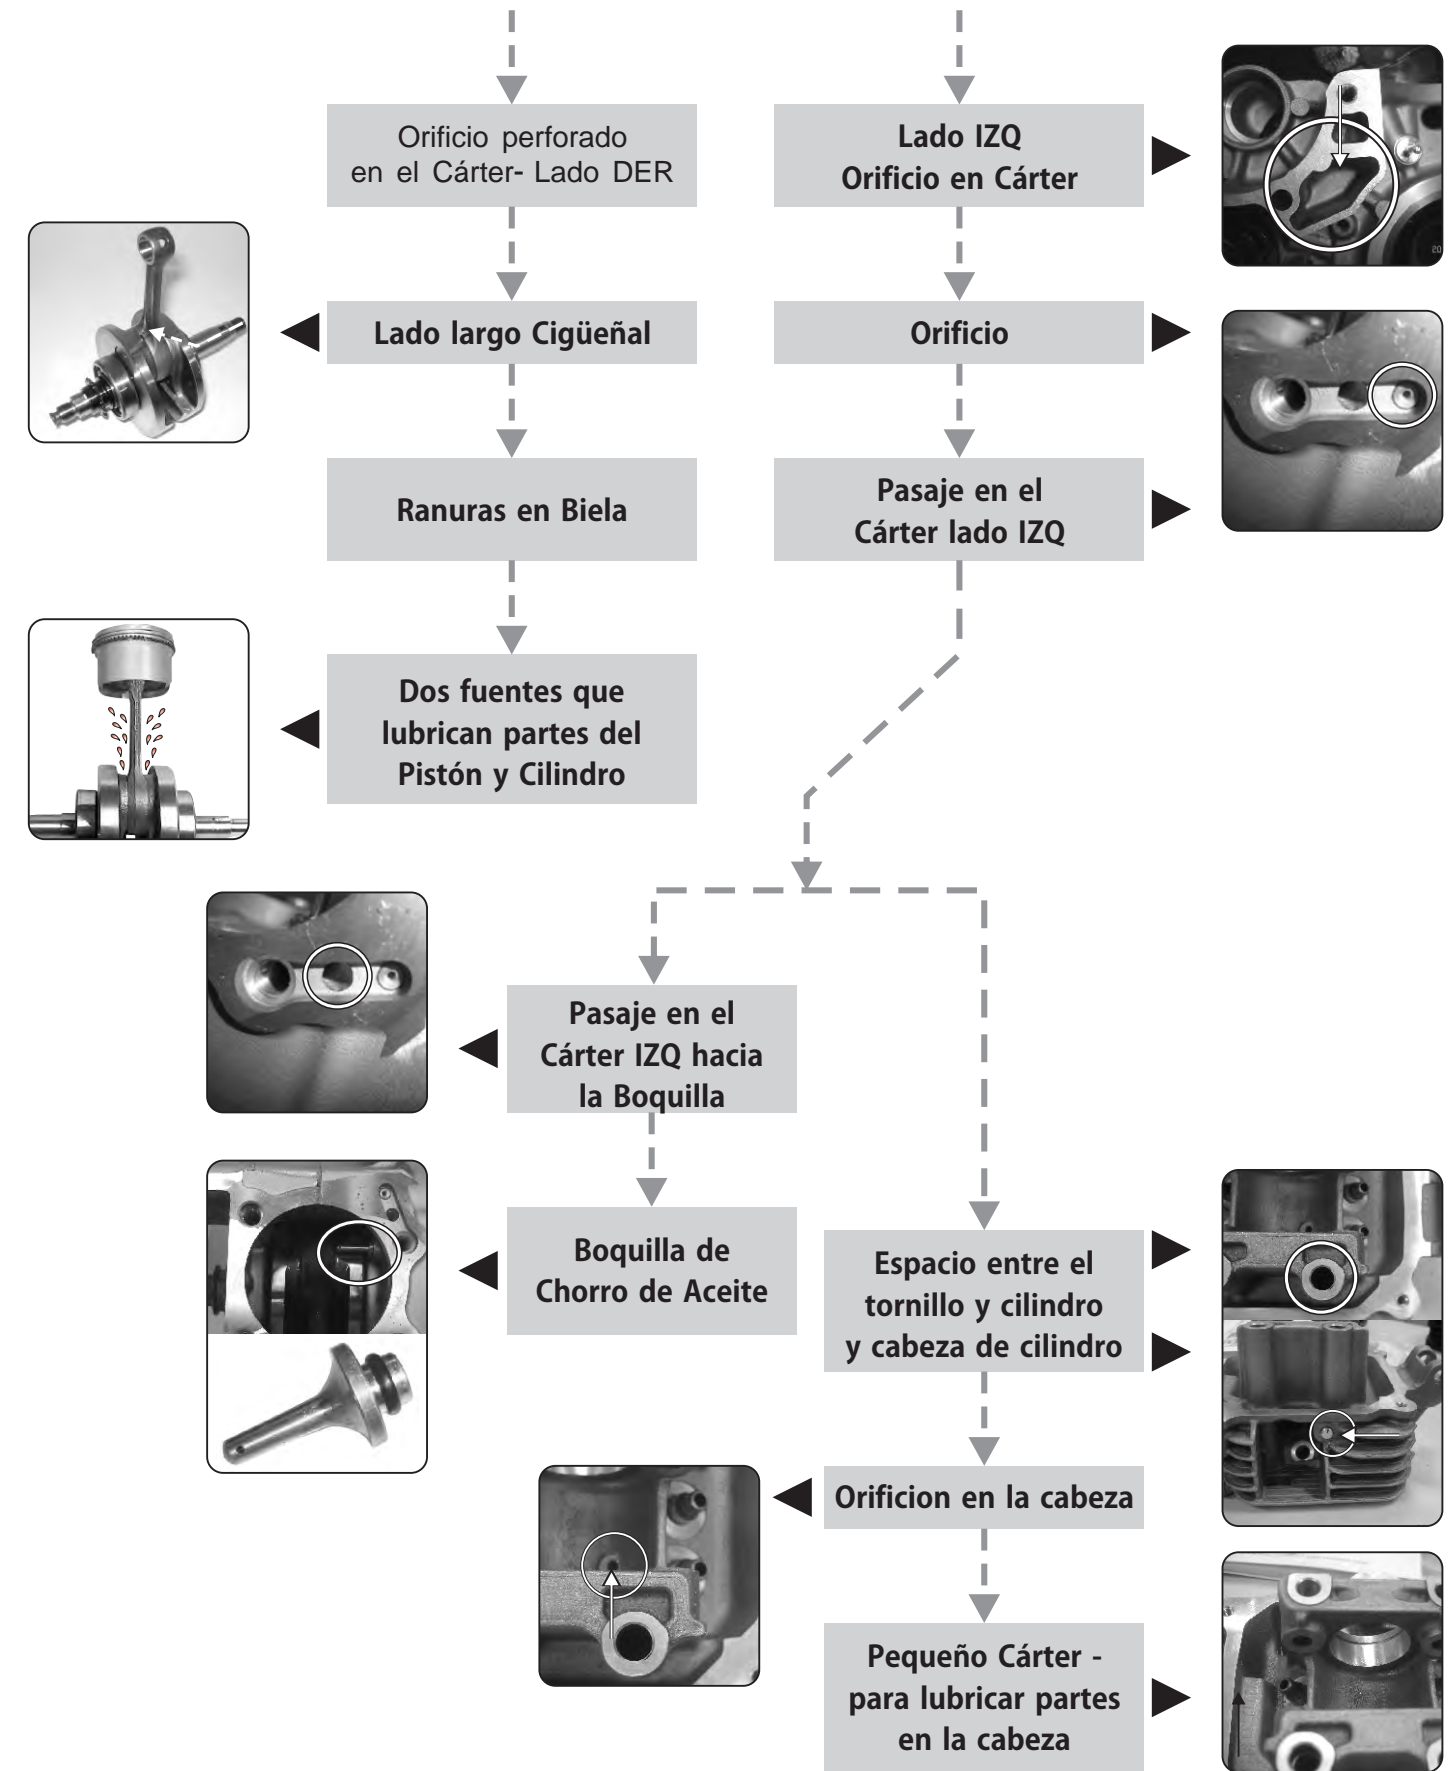 Orificio perforado
en el Cárter- Lado DER
Lado IZQ
Orificio en Cárter
Lado largo Cigüeñal
Orificio
Ranuras en Biela
Pasaje en el
Cárter lado IZQ
Dos fuentes que
lubrican partes del
Pistón y Cilindro
Pasaje en el
Cárter IZQ hacia
la Boquilla
Boquilla de
Chorro de Aceite
Espacio entre el
tornillo y cilindro
y cabeza de cilindro
Orificion en la cabeza
Pequeño Cárter -
para lubricar partes
en la cabeza